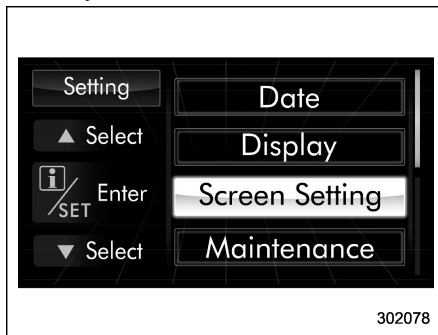 Setting
▲ Select
i/SET Enter
▼ Select
Date
Display
Screen Setting
Maintenance
302078